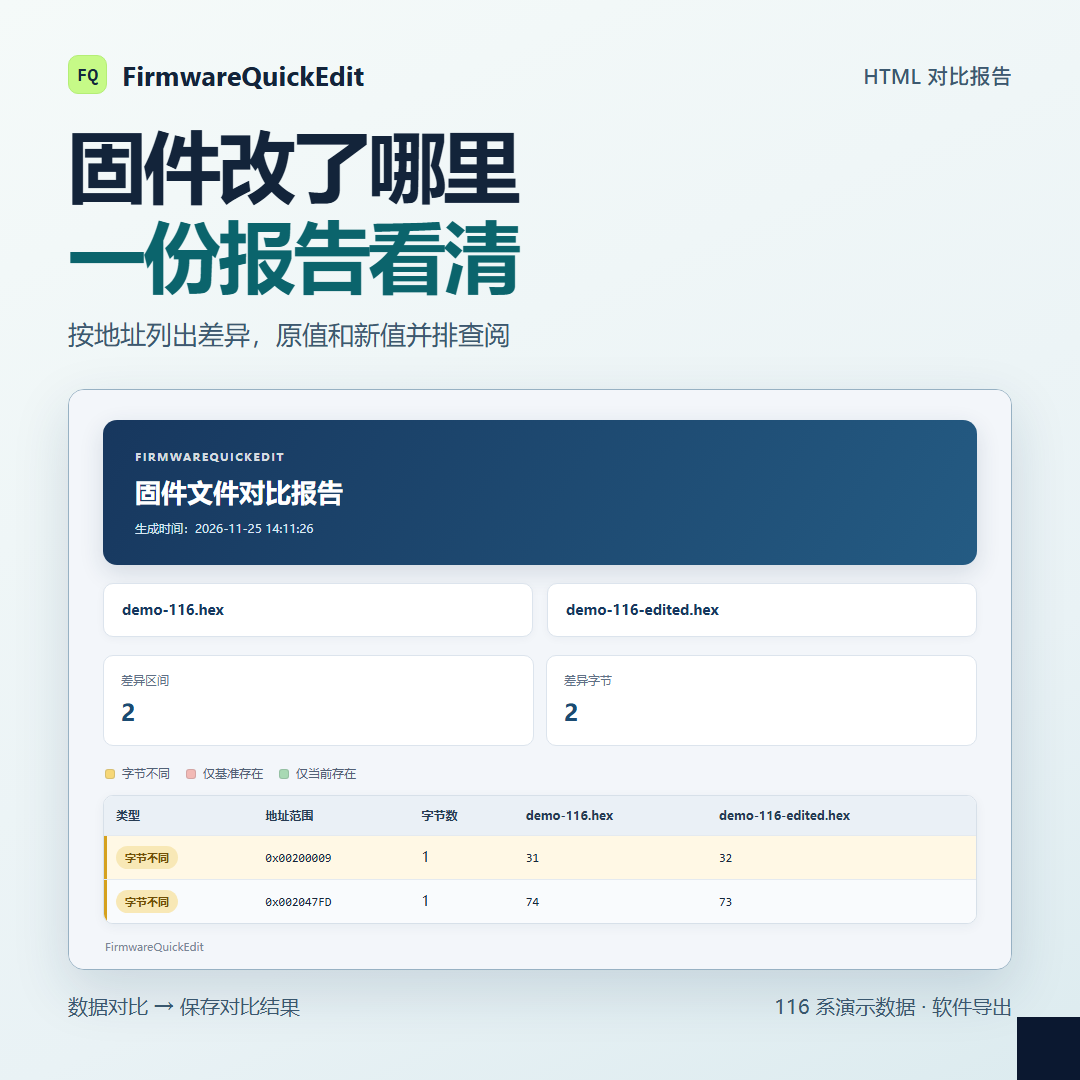 FQ FirmwareQuickEdit
HTML 对比报告
固件改了哪里
一份报告看清
按地址列出差异，原值和新值并排查阅
FIRMWAREQUICKEDIT
固件文件对比报告
生成时间：2026-11-25 14:11:26
demo-116.hex
demo-116-edited.hex
差异区间
2
差异字节
2
字节不同 仅基准存在 仅当前存在
类型 地址范围 字节数 demo-116.hex demo-116-edited.hex
字节不同 0x00200009 1 31 32
字节不同 0x002047FD 1 74 73
FirmwareQuickEdit
数据对比 → 保存对比结果
116 系演示数据 · 软件导出